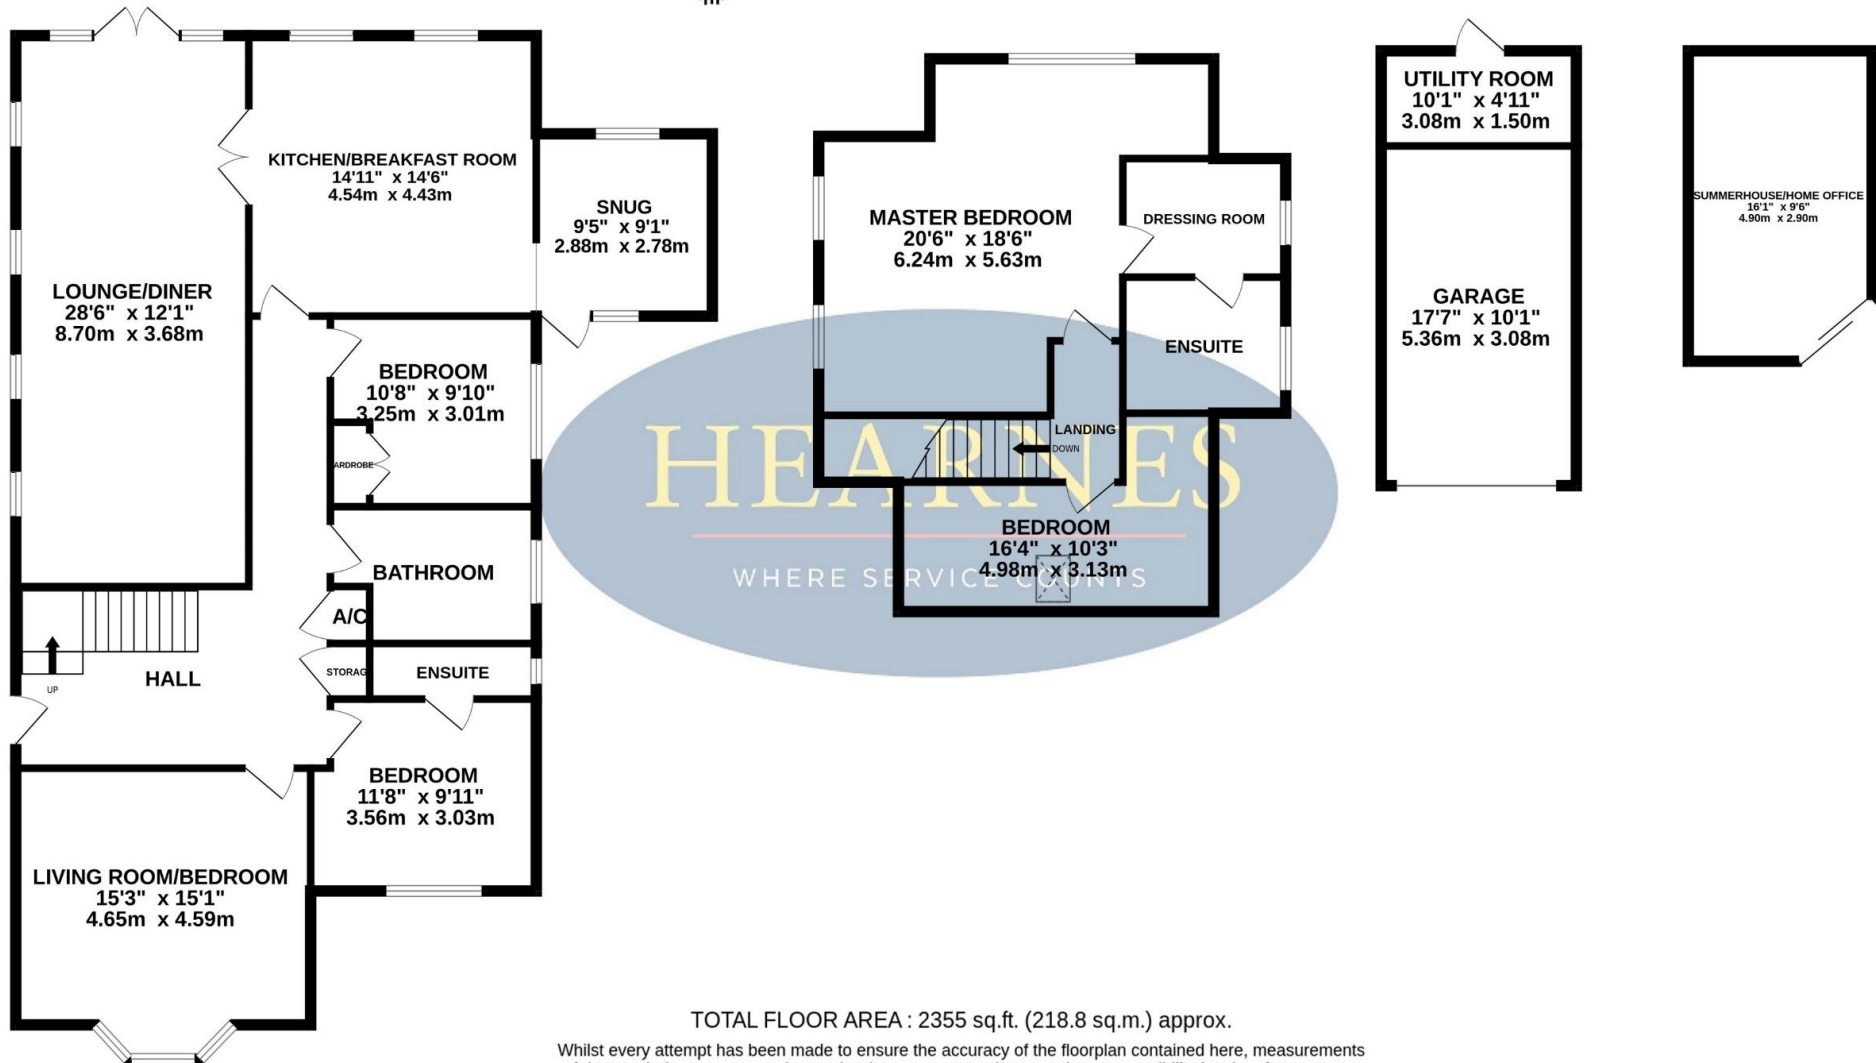 KITCHEN/BREAKFAST ROOM
14'11" x 14'6"
4.54m x 4.43m
SNUG
9'5" x 9'1"
2.88m x 2.78m
LOUNGE/DINER
28'6" x 12'1"
8.70m x 3.68m
BEDROOM
10'8" x 9'10"
3.25m x 3.01m
ARDROBE
BATHROOM
A/C
STORAG
ENSUITE
HALL
UP
BEDROOM
11'8" x 9'11"
3.56m x 3.03m
LIVING ROOM/BEDROOM
15'3" x 15'1"
4.65m x 4.59m
MASTER BEDROOM
20'6" x 18'6"
6.24m x 5.63m
DRESSING ROOM
ENSUITE
LANDING
DOWN
BEDROOM
16'4" x 10'3"
4.98m x 3.13m
HEARNES
WHERE SERVICE COUNTS
UTILITY ROOM
10'1" x 4'11"
3.08m x 1.50m
GARAGE
17'7" x 10'1"
5.36m x 3.08m
SUMMERHOUSE/HOME OFFICE
16'1" x 9'6"
4.90m x 2.90m
TOTAL FLOOR AREA : 2355 sq.ft. (218.8 sq.m.) approx.
Whilst every attempt has been made to ensure the accuracy of the floorplan contained here, measurements